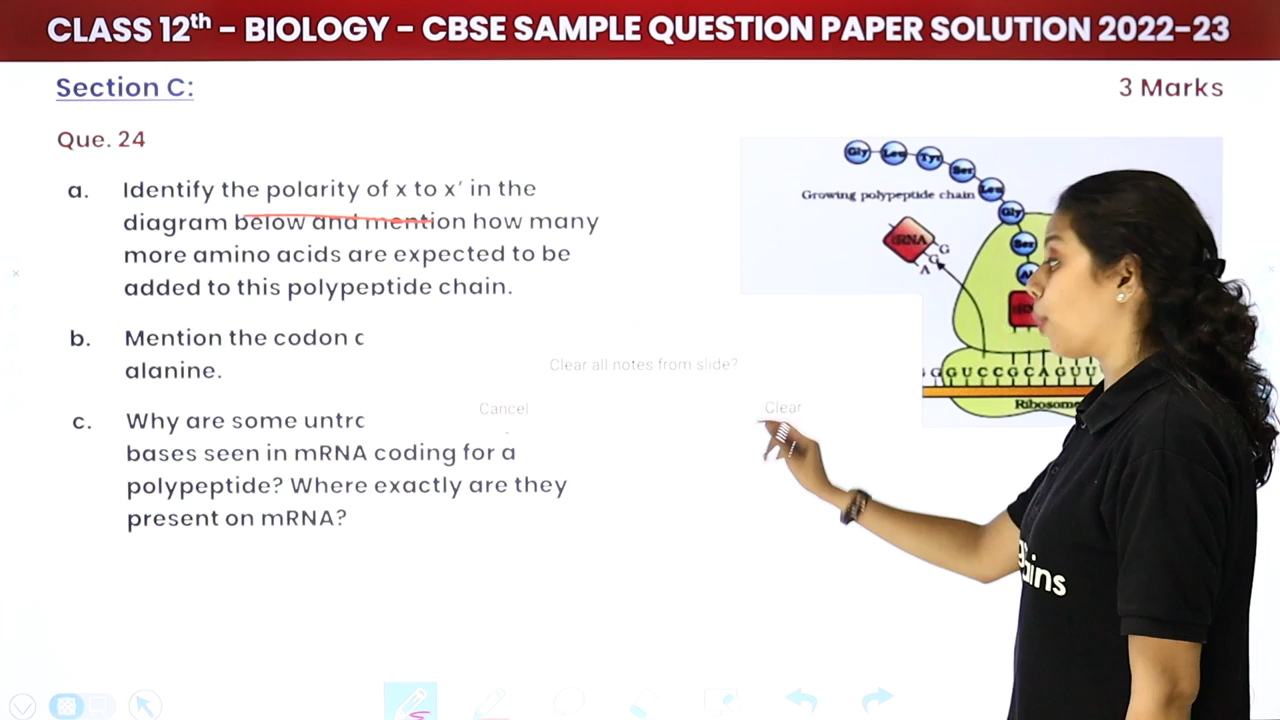 CLASS 12th – BIOLOGY – CBSE SAMPLE QUESTION PAPER SOLUTION 2022–23
Section C:
3 Marks
Que. 24
a. Identify the polarity of x to x' in the
diagram below and mention how many
more amino acids are expected to be
added to this polypeptide chain.
b. Mention the codon
alanine.
c. Why are some
bases seen in mRNA coding for a
polypeptide? Where exactly are they
present on mRNA?
Clear all notes from slide?
Cancel
Clear
Gly Leu Tyr Ser Leu Gly Ser
Growing polypeptide chain
tRNA
G
G
A
G G U C C G C A G U U
Ribosome